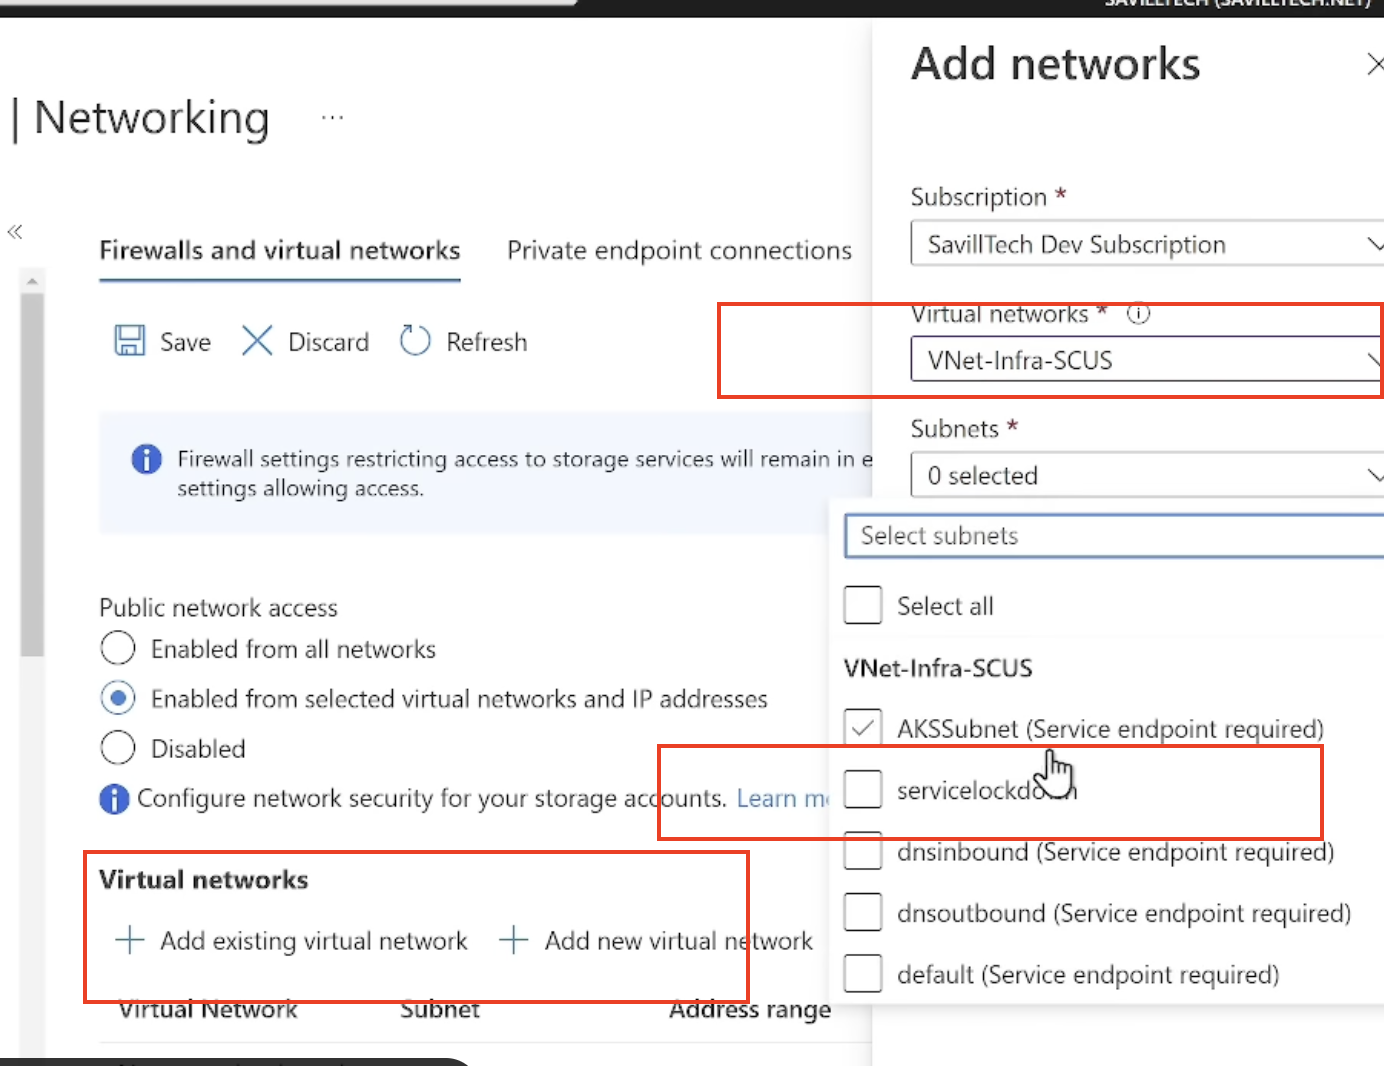 SAVILLTECH (SAVILLTECH.NET)
| Networking
...
Firewalls and virtual networks
Private endpoint connections
Save
Discard
Refresh
Firewall settings restricting access to storage services will remain in e
settings allowing access.
Public network access
Enabled from all networks
Enabled from selected virtual networks and IP addresses
Disabled
Configure network security for your storage accounts. Learn
Virtual networks
+ Add existing virtual network
+ Add new virtual network
Virtual Network
Subnet
Address range
Add networks
Subscription *
SavillTech Dev Subscription
Virtual networks *
VNet-Infra-SCUS
Subnets *
0 selected
Select subnets
Select all
VNet-Infra-SCUS
AKSSubnet (Service endpoint required)
servicelockdown
dnsinbound (Service endpoint required)
dnsoutbound (Service endpoint required)
default (Service endpoint required)